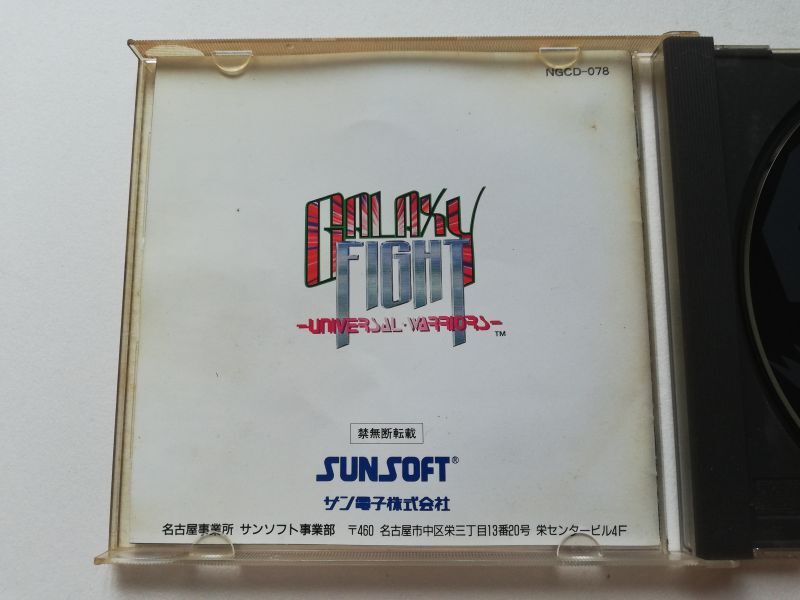 NGCD-078
GALAXY
FIGHT
-UNIVERSAL·WARRIORS-
TM
禁無断転載
SUNSOFT®
サン電子株式会社
名古屋事業所 サンソフト事業部 〒460 名古屋市中区栄三丁目13番20号 栄センタービル4F